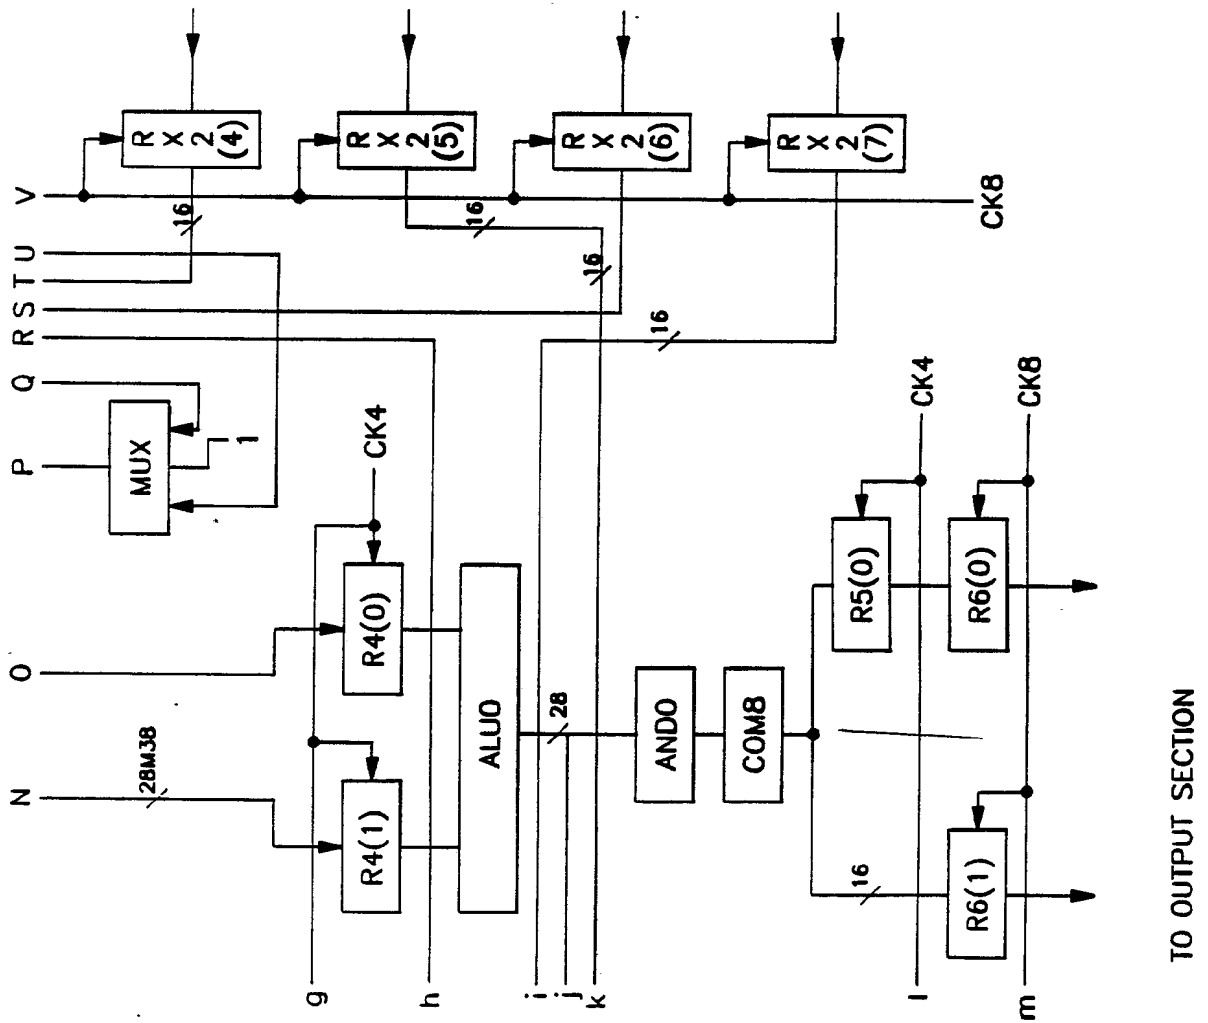 R
X
2
(4)
R
X
2
(5)
R
X
2
(6)
R
X
2
(7)
V
U
T
S
R
Q
P
O
N
16
16
16
16
CK8
MUX
1
CK4
CK4
CK8
R4(0)
R4(1)
28M38
ALU0
28
AND0
COM8
R5(0)
R6(0)
16
R6(1)
g
h
i
j
k
l
m
TO OUTPUT SECTION